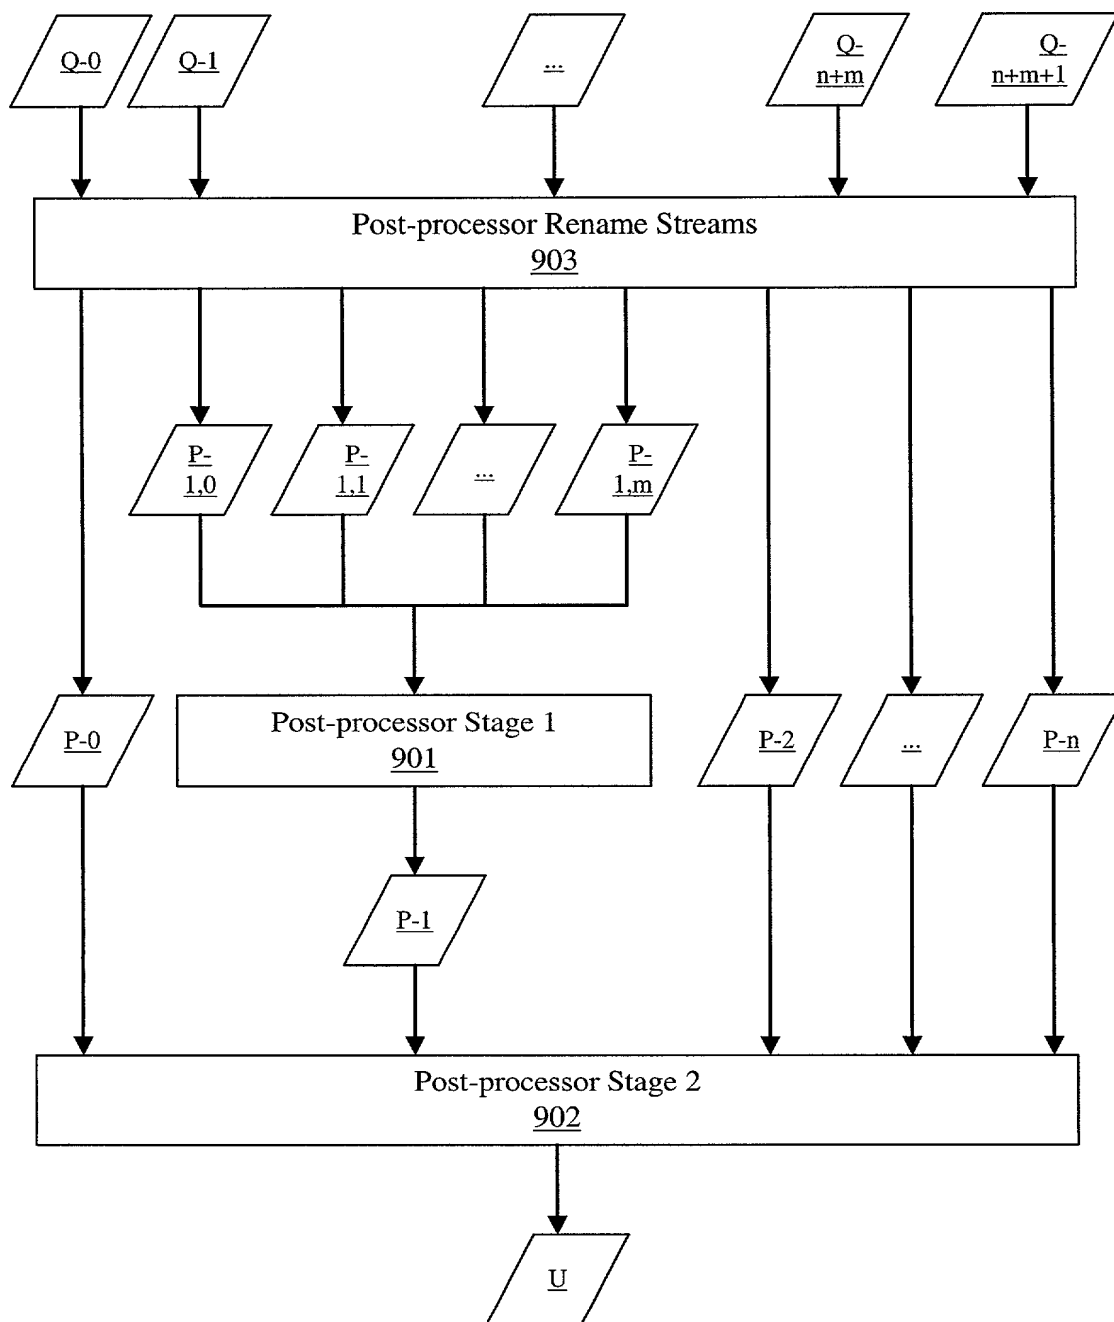 Q-0
Q-1
...
Q-
n+m
Q-
n+m+1
Post-processor Rename Streams
903
P-
1,0
P-
1,1
...
P-
1,m
P-0
Post-processor Stage 1
901
P-2
...
P-n
P-1
Post-processor Stage 2
902
U